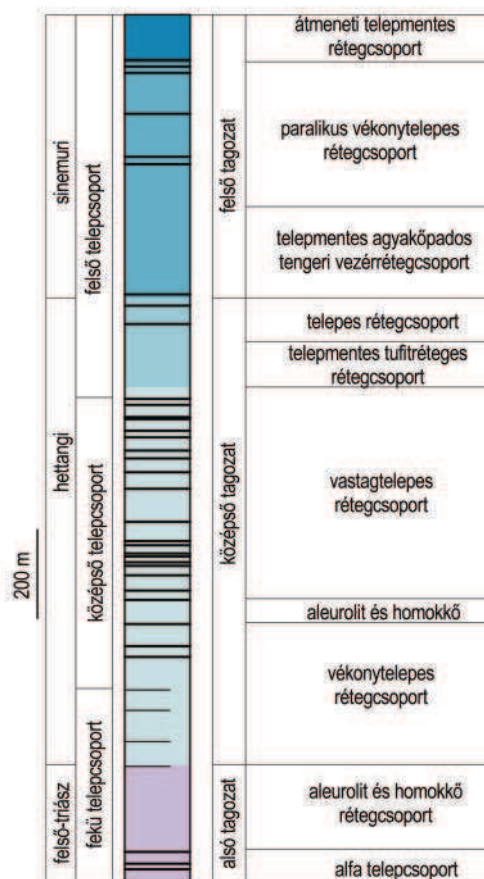 200 m
sinemuri
hettangi
felső-triász
felső telepcsoport
középső telepcsoport
fekü telepcsoport
felső tagozat
középső tagozat
alsó tagozat
átmeneti telepmentes
rétegcsoport
paralikus vékonytelepes
rétegcsoport
telepmentes agyakőpados
tengeri vezérrétegcsoport
telepes rétegcsoport
telepmentes tufitréteges
rétegcsoport
vastagtelepes
rétegcsoport
aleurolit és homokkő
vékonytelepes
rétegcsoport
aleurolit és homokkő
rétegcsoport
alfa telepcsoport